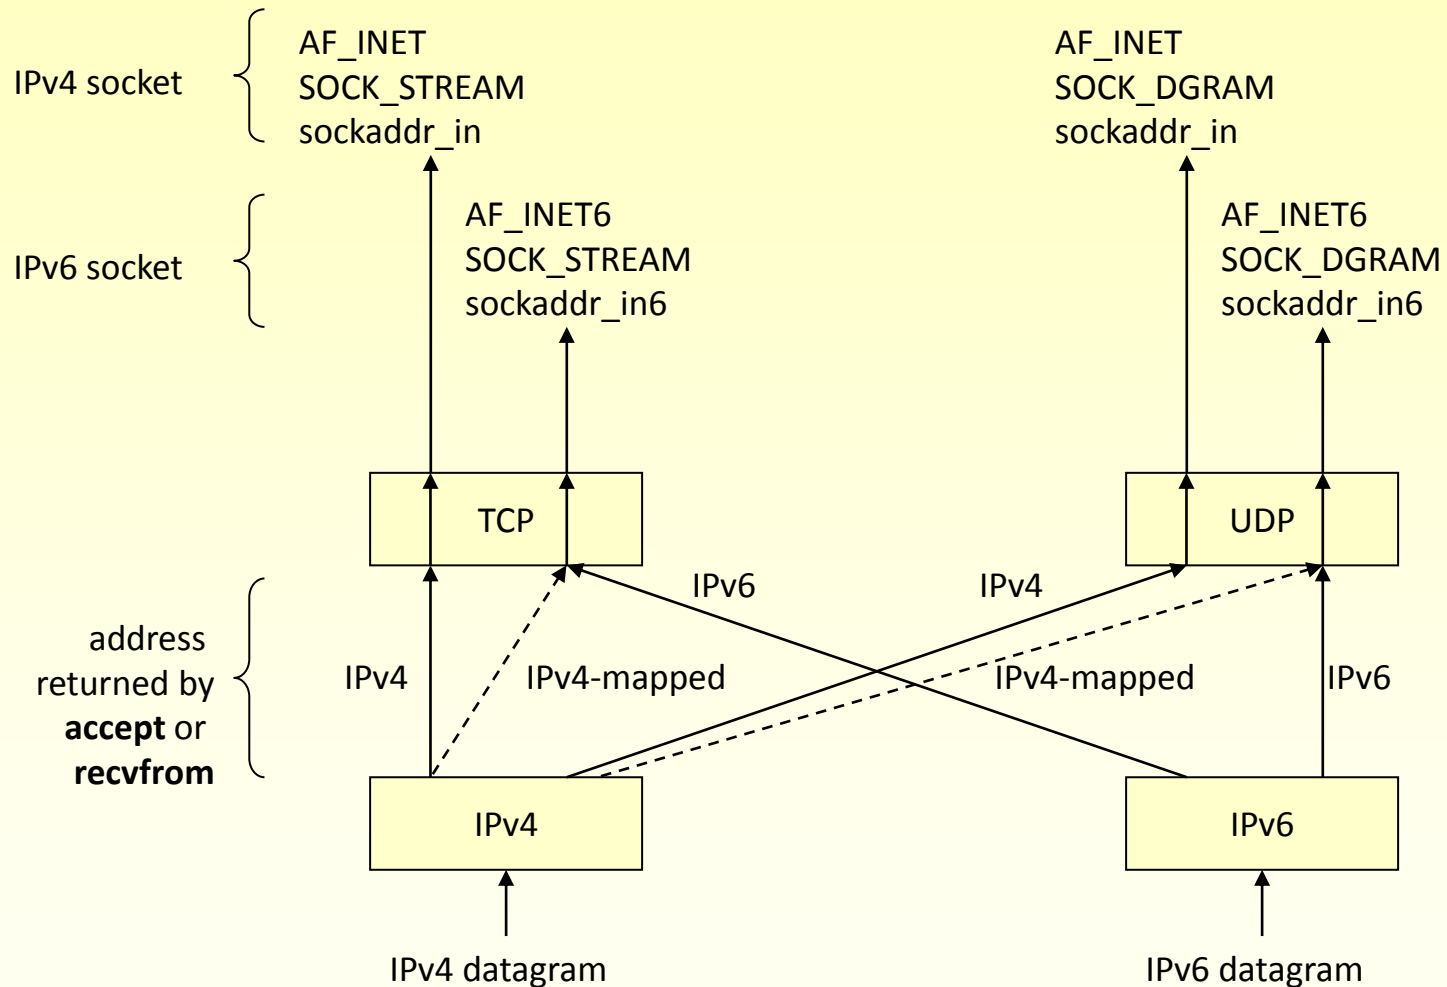 IPv4 socket
AF_INET
SOCK_STREAM
sockaddr_in
AF_INET
SOCK_DGRAM
sockaddr_in
IPv6 socket
AF_INET6
SOCK_STREAM
sockaddr_in6
AF_INET6
SOCK_DGRAM
sockaddr_in6
TCP
UDP
address
returned by
accept or
recvfrom
IPv4
IPv4-mapped
IPv6
IPv4
IPv4-mapped
IPv6
IPv4
IPv6
IPv4 datagram
IPv6 datagram